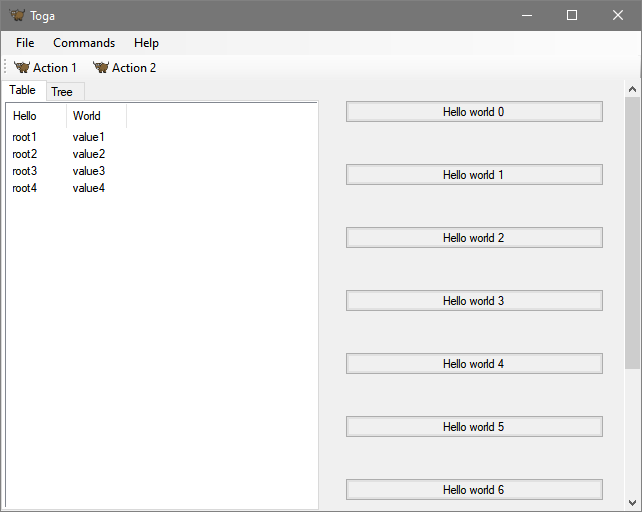 Toga
File Commands Help
Action 1 Action 2
Table Tree
Hello World
root1 value1
root2 value2
root3 value3
root4 value4
Hello world 0
Hello world 1
Hello world 2
Hello world 3
Hello world 4
Hello world 5
Hello world 6